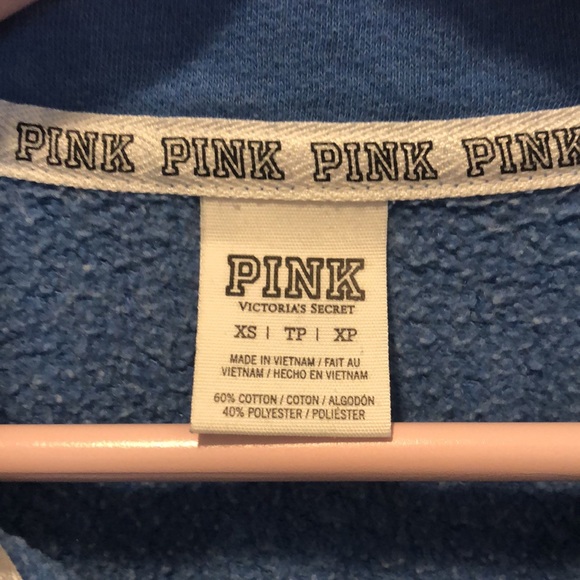 PINK PINK PINK PINK
PINK
VICTORIA'S SECRET
XS | TP | XP
MADE IN VIETNAM / FAIT AU
VIETNAM / HECHO EN VIETNAM
60% COTTON / COTON / ALGODÓN
40% POLYESTER / POLIÉSTER